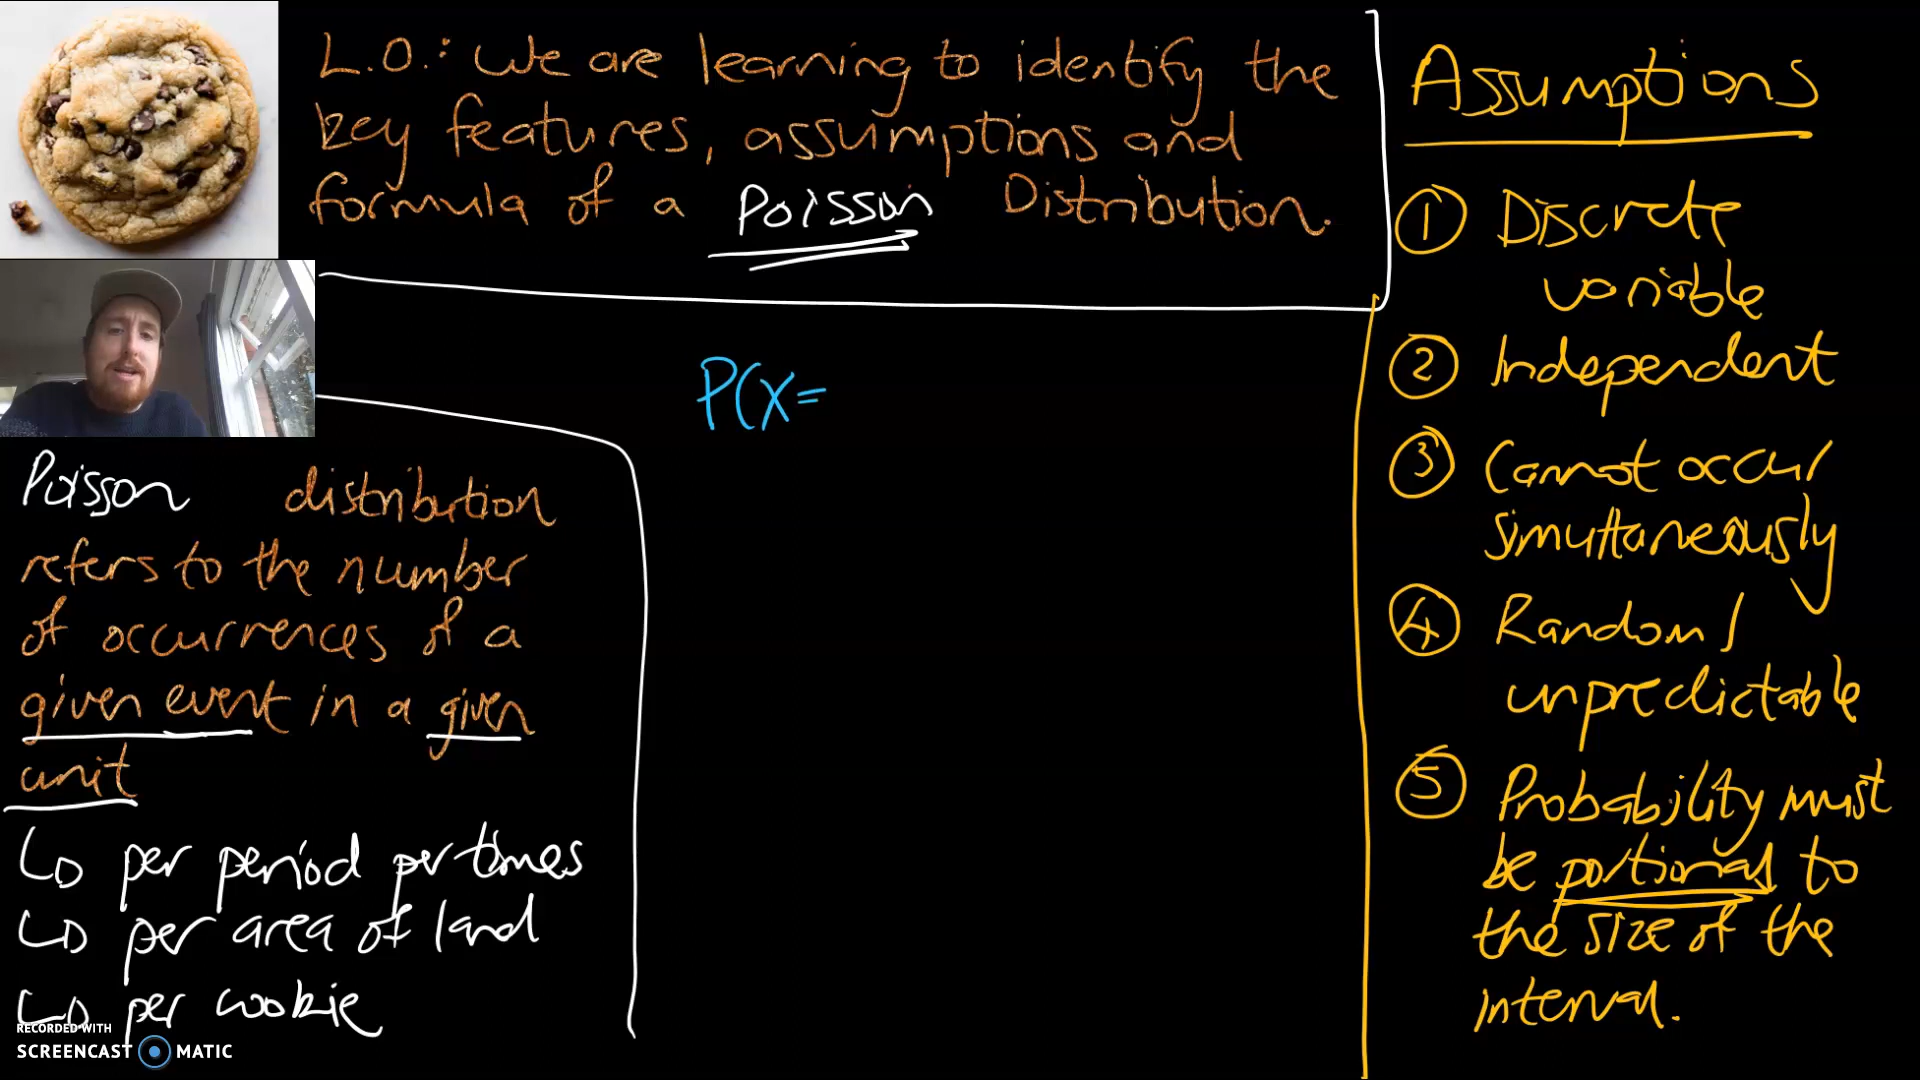 L.O.: We are learning to identify the
key features, assumptions and
formula of a Poisson Distribution.
P(X=
Poisson distribution
refers to the number
of occurrences of a
given event in a given
unit
per period per times
per area of land
per cookie
RECORDED WITH
SCREENCAST MATIC
Assumptions
① Discrete
variable
② Independent
③ Cannot occur
simultaneously
④ Random/
unpredictable
⑤ Probability must
be portional to
the size of the
interval.